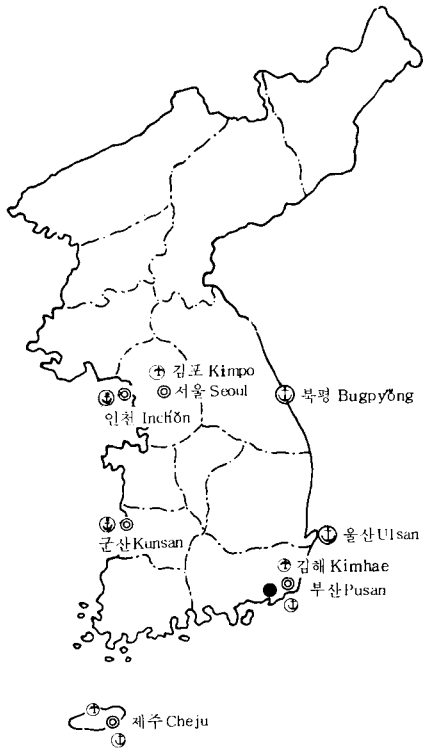 김포 Kimpo
서울 Seoul
북평 Bugpyŏng
인천 Inchŏn
군산 Kunsan
울산 Ulsan
김해 Kimhae
부산 Pusan
제주 Cheju